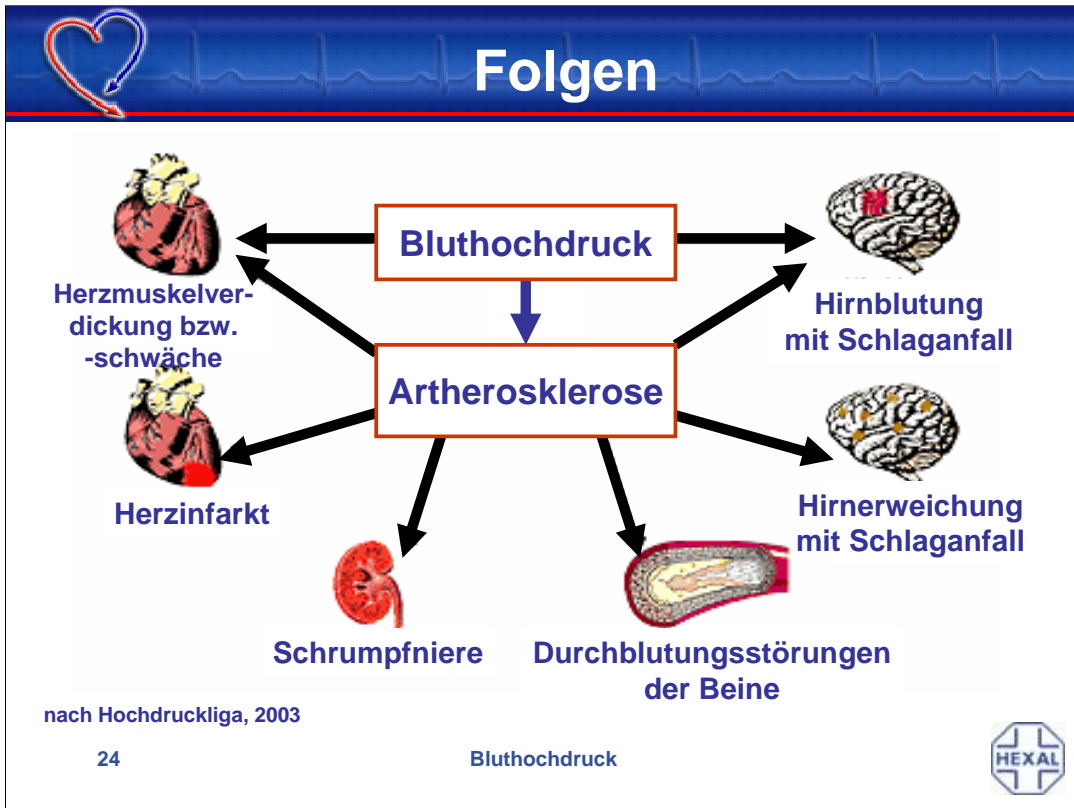 Folgen
Bluthochdruck
Herzmuskelver-
dickung bzw.
-schwäche
Hirnblutung
mit Schlaganfall
Artherosklerose
Herzinfarkt
Hirnerweichung
mit Schlaganfall
Schrumpfniere
Durchblutungsstörungen
der Beine
nach Hochdruckliga, 2003
24
Bluthochdruck
HEXAL